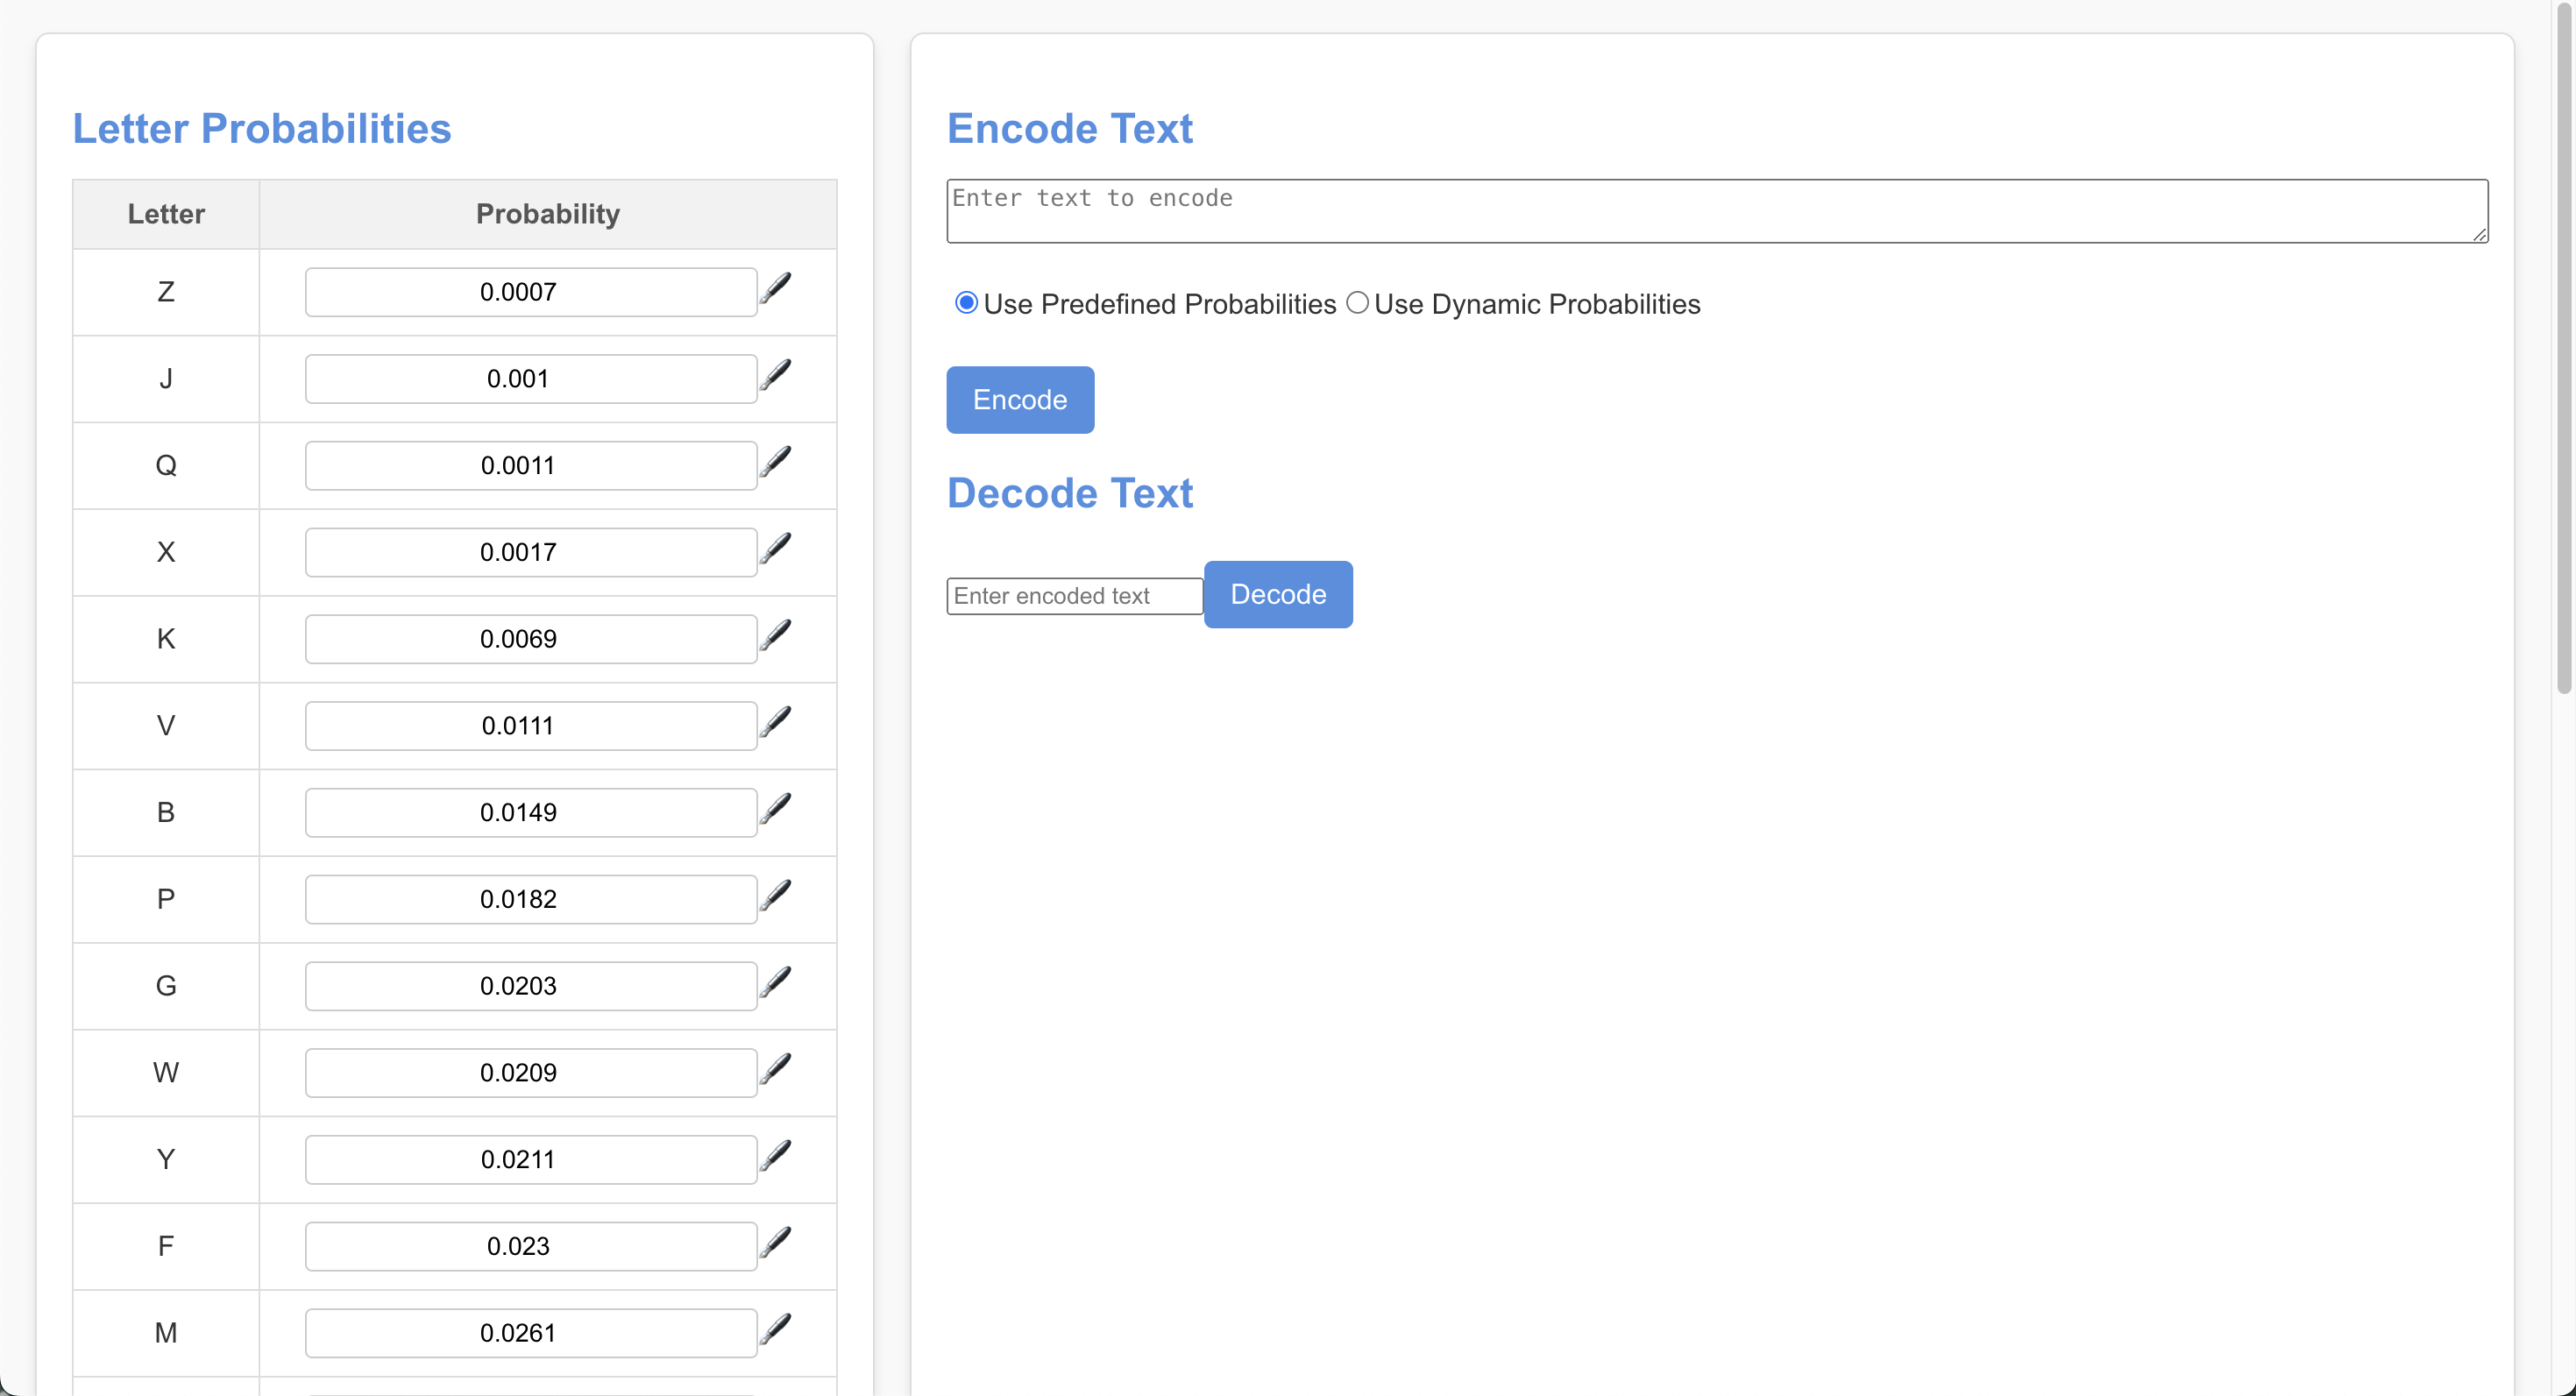 Letter Probabilities
Letter Probability
Z 0.0007
J 0.001
Q 0.0011
X 0.0017
K 0.0069
V 0.0111
B 0.0149
P 0.0182
G 0.0203
W 0.0209
Y 0.0211
F 0.023
M 0.0261
Encode Text
Enter text to encode
Use Predefined Probabilities Use Dynamic Probabilities
Encode
Decode Text
Enter encoded text Decode